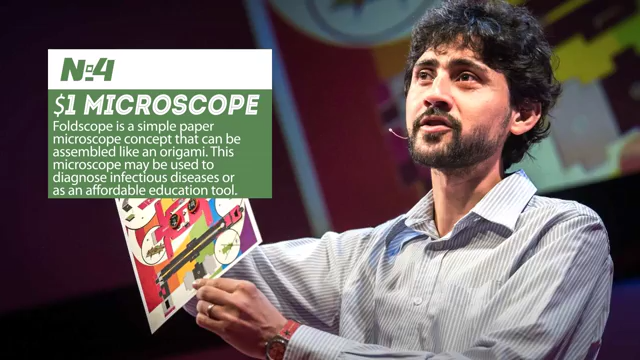 №4
$1 MICROSCOPE
Foldscope is a simple paper
microscope concept that can be
assembled like an origami. This
microscope may be used to
diagnose infectious diseases or
as an affordable education tool.